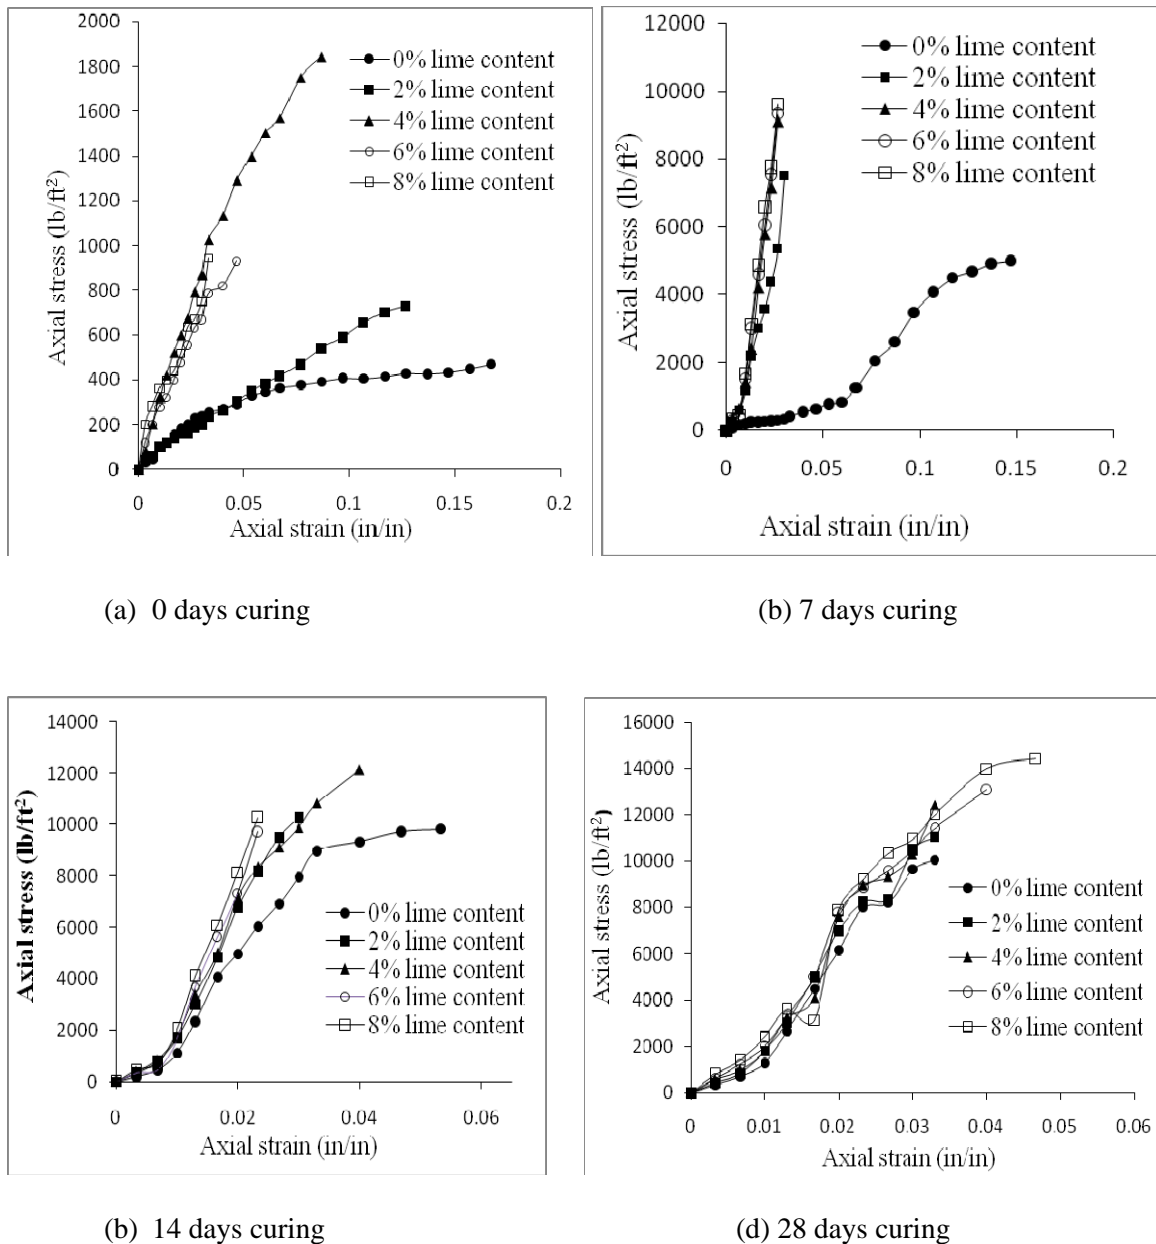 2000
1800
1600
1400
1200
1000
800
600
400
200
0
Axial stress (lb/ft²)
0% lime content
2% lime content
4% lime content
6% lime content
8% lime content
0 0.05 0.1 0.15 0.2
Axial strain (in/in)
(a) 0 days curing
12000
10000
8000
6000
4000
2000
0
Axial stress (lb/ft²)
0% lime content
2% lime content
4% lime content
6% lime content
8% lime content
0 0.05 0.1 0.15 0.2
Axial strain (in/in)
(b) 7 days curing
14000
12000
10000
8000
6000
4000
2000
0
Axial stress (lb/ft²)
0% lime content
2% lime content
4% lime content
6% lime content
8% lime content
0 0.02 0.04 0.06
Axial strain (in/in)
(b) 14 days curing
16000
14000
12000
10000
8000
6000
4000
2000
0
Axial stress (lb/ft²)
0% lime content
2% lime content
4% lime content
6% lime content
8% lime content
0 0.01 0.02 0.03 0.04 0.05 0.06
Axial strain (in/in)
(d) 28 days curing